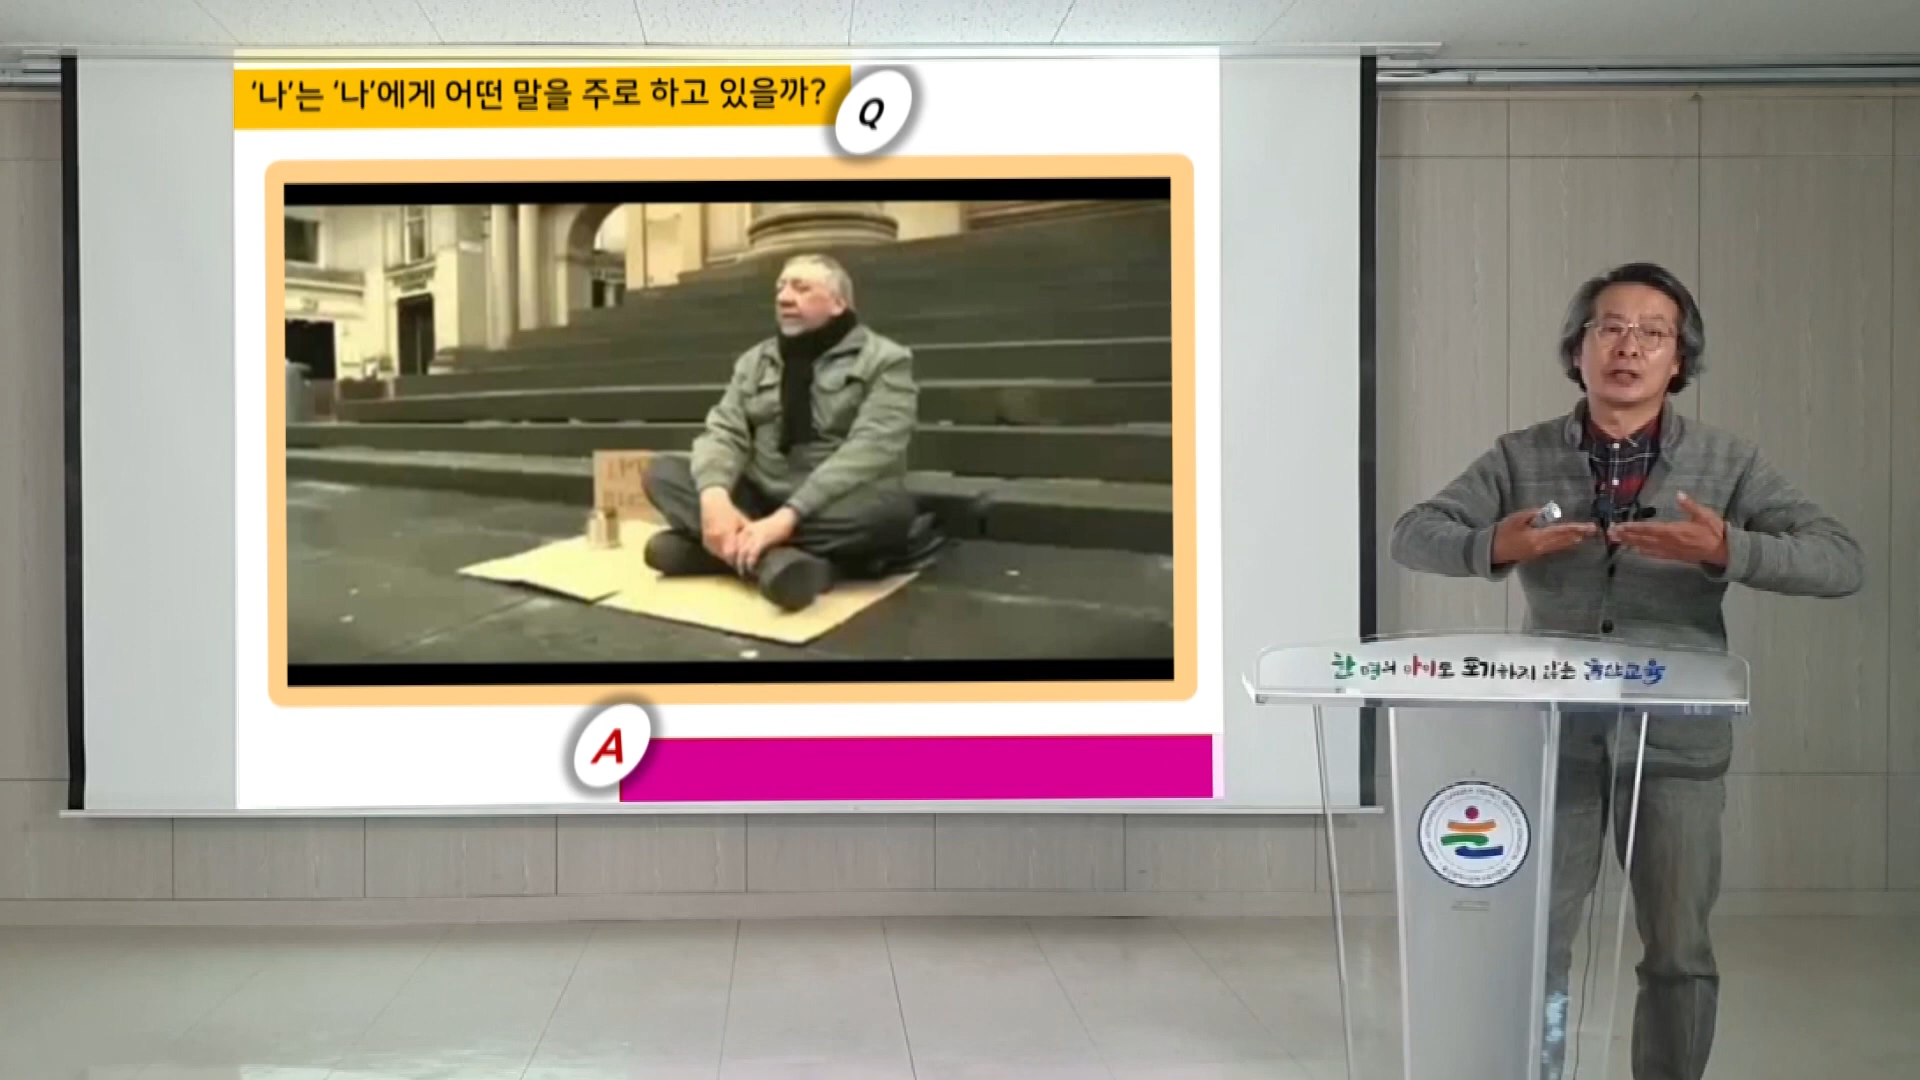 '나'는 '나'에게 어떤 말을 주로 하고 있을까?
Q
A
한 명의 아이도 포기하지 않는 울산교육